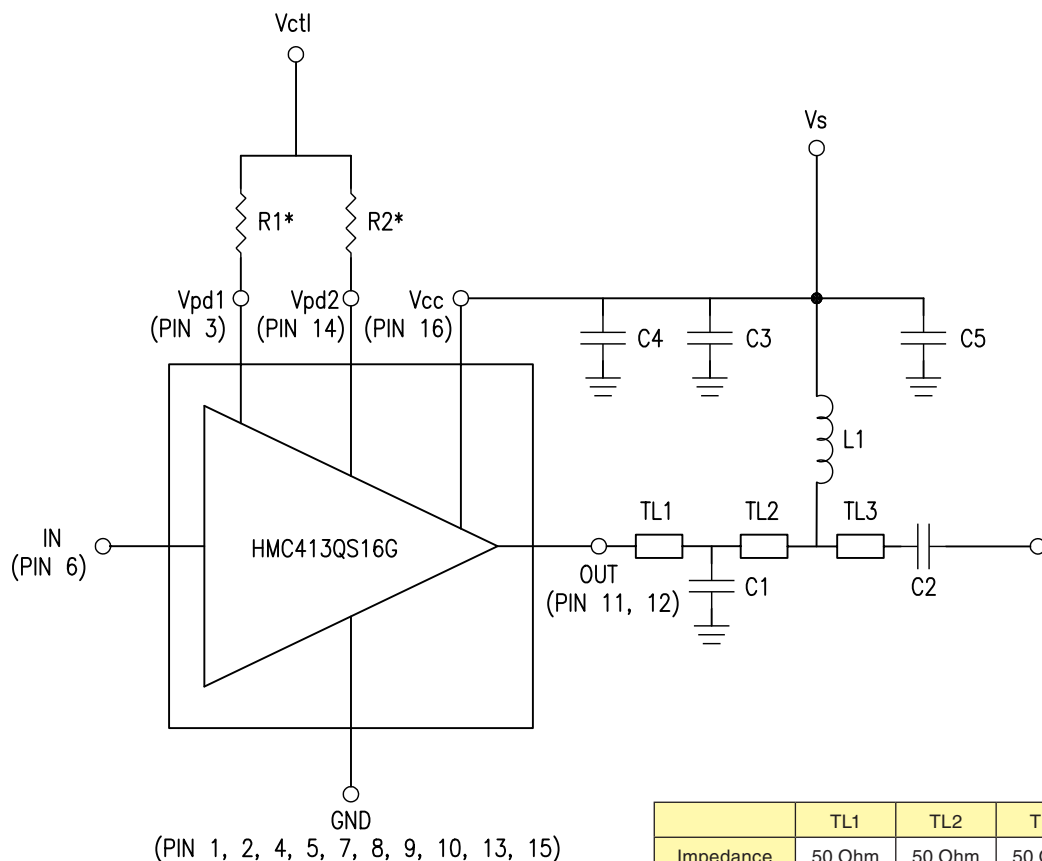 Vctl
Vs
R1*
R2*
Vpd1
(PIN 3)
Vpd2
(PIN 14)
Vcc
(PIN 16)
C4
C3
C5
L1
IN
(PIN 6)
HMC413QS16G
OUT
(PIN 11, 12)
TL1
TL2
TL3
C1
C2
GND
(PIN 1, 2, 4, 5, 7, 8, 9, 10, 13, 15)
TL1 TL2
Impedance 50 Ohm 50 Ohm 50